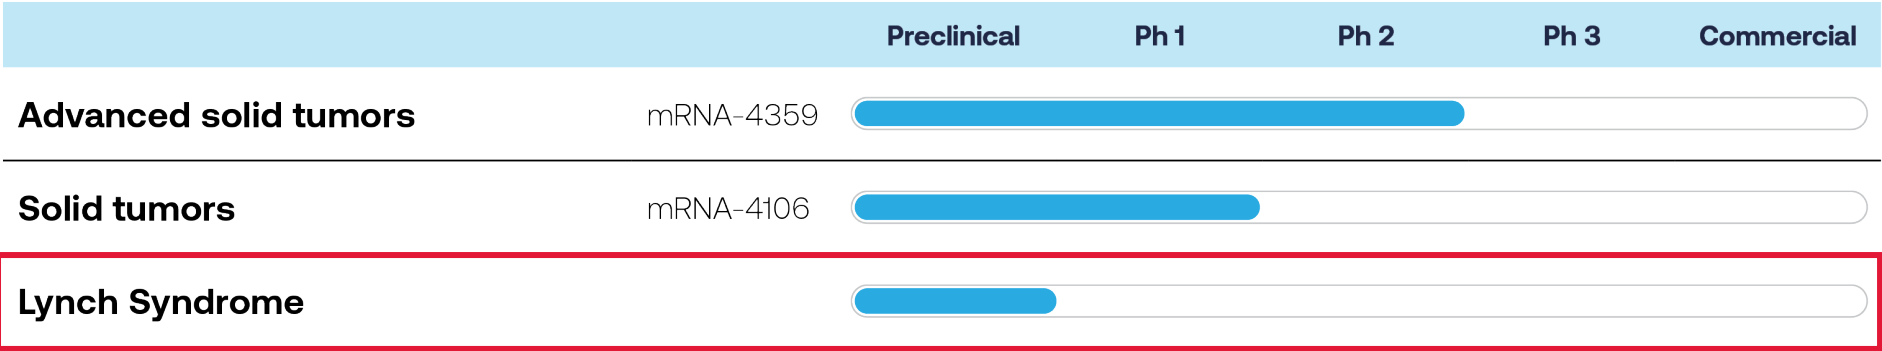 Preclinical Ph 1 Ph 2 Ph 3 Commercial
Advanced solid tumors mRNA-4359
Solid tumors mRNA-4106
Lynch Syndrome